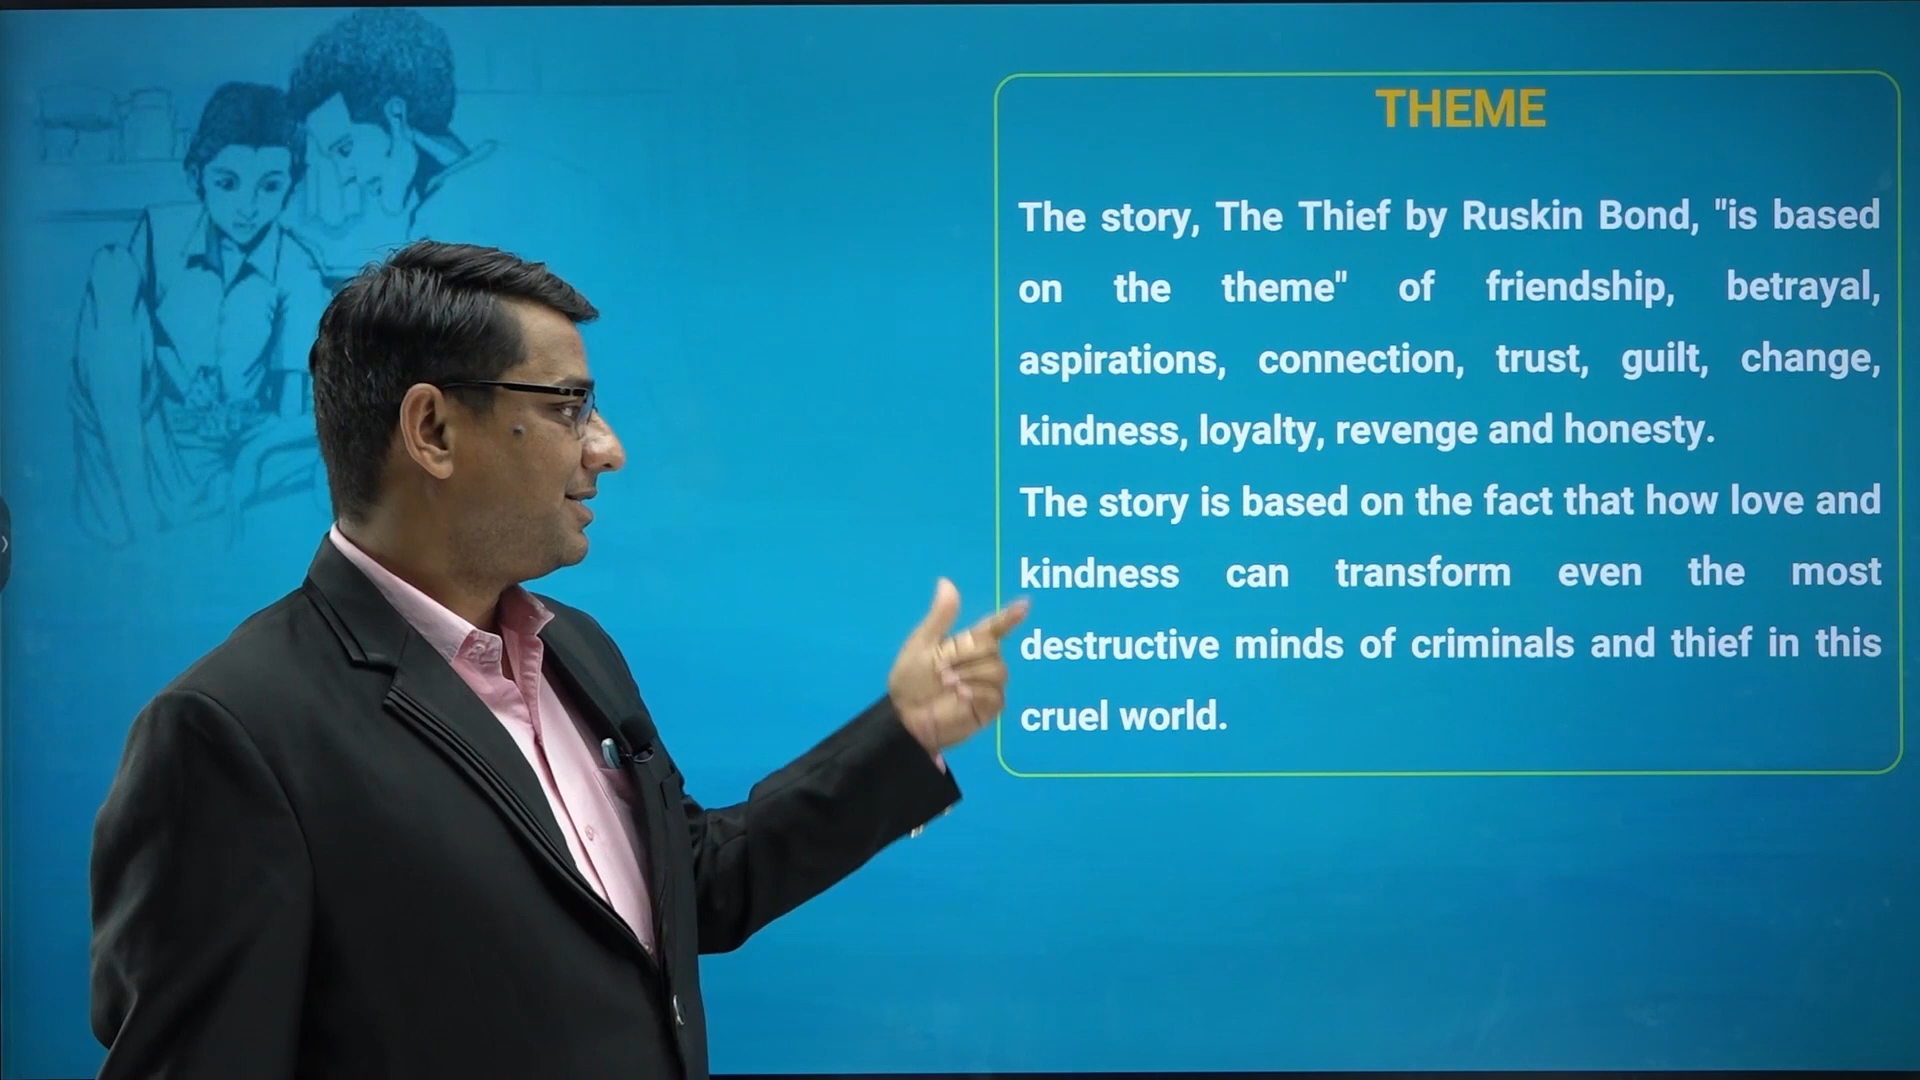 THEME
The story, The Thief by Ruskin Bond, "is based
on the theme" of friendship, betrayal,
aspirations, connection, trust, guilt, change,
kindness, loyalty, revenge and honesty.
The story is based on the fact that how love and
kindness can transform even the most
destructive minds of criminals and thief in this
cruel world.